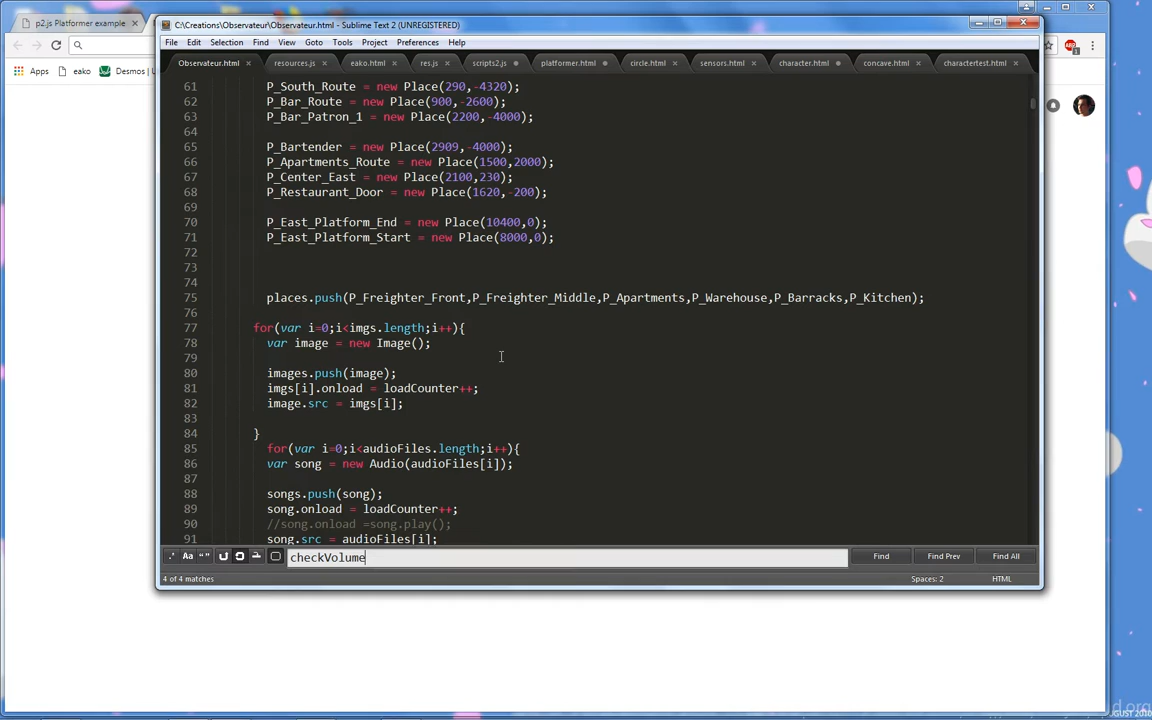 p2.js Platformer example
C:\Creations\Observateur\Observateur.html - Sublime Text 2 (UNREGISTERED)
File Edit Selection Find View Goto Tools Project Preferences Help
Apps eako Desmos | U
Observateur.html resources.js eako.html res.js scripts2.js platformer.html circle.html sensors.html character.html concave.html charactertest.html
61 P_South_Route = new Place(290,-4320);
62 P_Bar_Route = new Place(900,-2600);
63 P_Bar_Patron_1 = new Place(2200,-4000);
64
65 P_Bartender = new Place(2909,-4000);
66 P_Apartments_Route = new Place(1500,2000);
67 P_Center_East = new Place(2100,230);
68 P_Restaurant_Door = new Place(1620,-200);
69
70 P_East_Platform_End = new Place(10400,0);
71 P_East_Platform_Start = new Place(8000,0);
72
73
74
75 places.push(P_Freighter_Front,P_Freighter_Middle,P_Apartments,P_Warehouse,P_Barracks,P_Kitchen);
76
77 for(var i=0;i<imgs.length;i++){
78 var image = new Image();
79
80 images.push(image);
81 imgs[i].onload = loadCounter++;
82 image.src = imgs[i];
83
84 }
85 for(var i=0;i<audioFiles.length;i++){
86 var song = new Audio(audioFiles[i]);
87
88 songs.push(song);
89 song.onload = loadCounter++;
90 //song.onload =song.play();
91 song.src = audioFiles[i];
.* Aa “” checkVolume Find Find Prev Find All
4 of 4 matches Spaces: 2 HTML